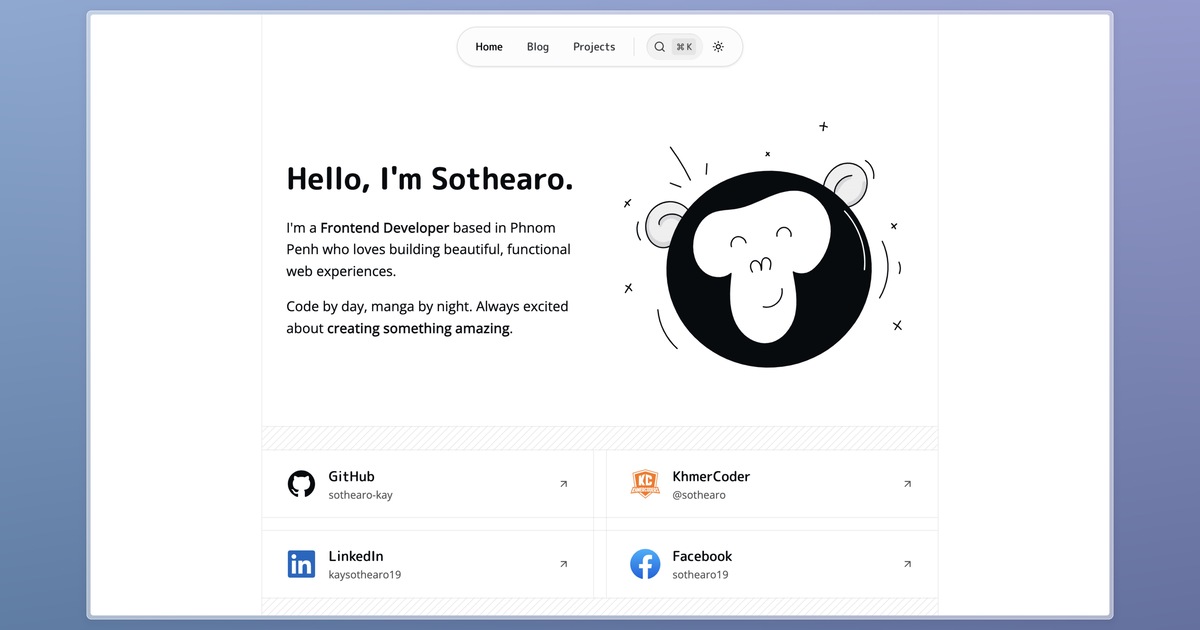 Home Blog Projects ⌘ K
Hello, I'm Sothearo.
I'm a Frontend Developer based in Phnom
Penh who loves building beautiful, functional
web experiences.
Code by day, manga by night. Always excited
about creating something amazing.
GitHub
sothearo-kay
KC
KhmerCoder
@sothearo
in
LinkedIn
kaysothearo19
Facebook
sothearo19